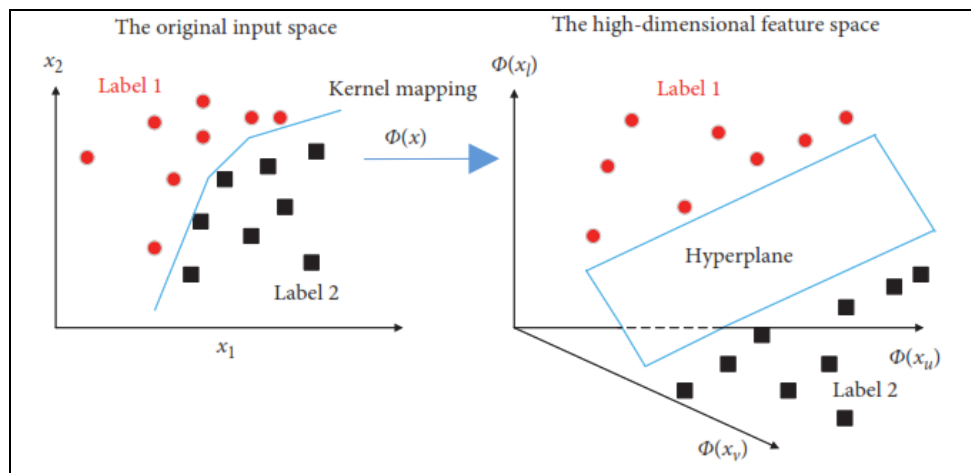 The original input space
The high-dimensional feature space
x₂
Label 1
Kernel mapping
Φ(x)
Label 2
x₁
Φ(xₗ)
Label 1
Hyperplane
Φ(xᵤ)
Label 2
Φ(xᵥ)